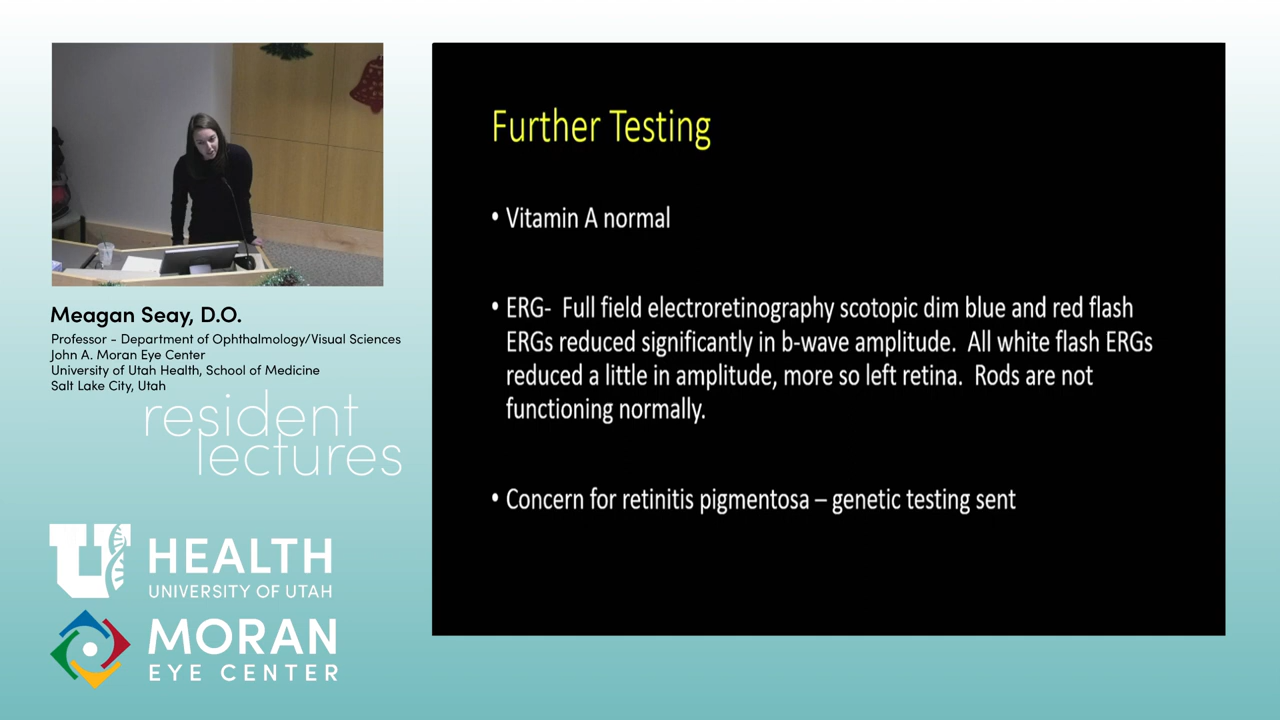 Meagan Seay, D.O.
Professor - Department of Ophthalmology/Visual Sciences
John A. Moran Eye Center
University of Utah Health, School of Medicine
Salt Lake City, Utah
resident
lectures
U HEALTH
UNIVERSITY OF UTAH
MORAN
EYE CENTER
Further Testing
• Vitamin A normal
• ERG- Full field electroretinography scotopic dim blue and red flash
ERGs reduced significantly in b-wave amplitude. All white flash ERGs
reduced a little in amplitude, more so left retina. Rods are not
functioning normally.
• Concern for retinitis pigmentosa – genetic testing sent